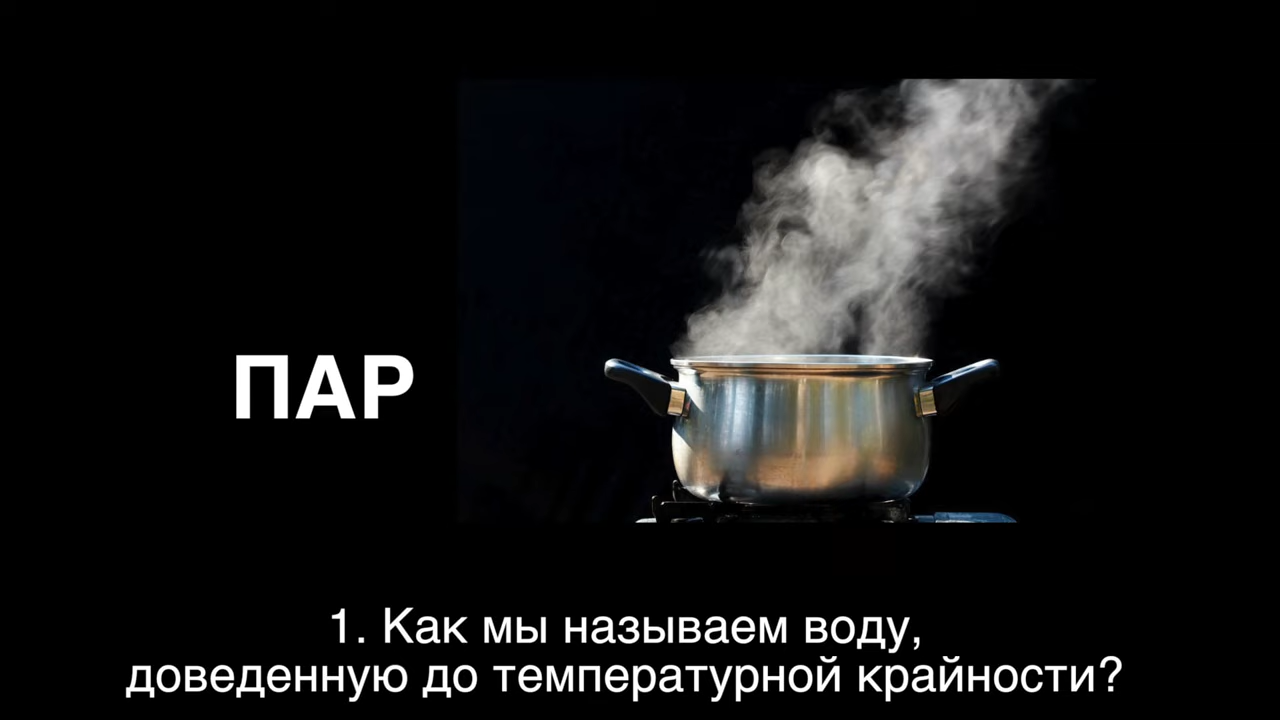 ПАР
1. Как мы называем воду,
доведенную до температурной крайности?